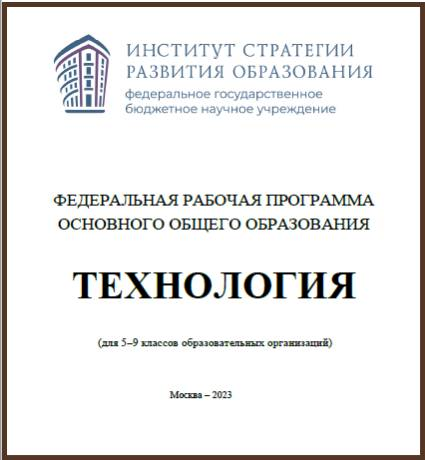 ИНСТИТУТ СТРАТЕГИИ
РАЗВИТИЯ ОБРАЗОВАНИЯ
федеральное государственное
бюджетное научное учреждение
ФЕДЕРАЛЬНАЯ РАБОЧАЯ ПРОГРАММА
ОСНОВНОГО ОБЩЕГО ОБРАЗОВАНИЯ
ТЕХНОЛОГИЯ
(для 5–9 классов образовательных организаций)
Москва – 2023